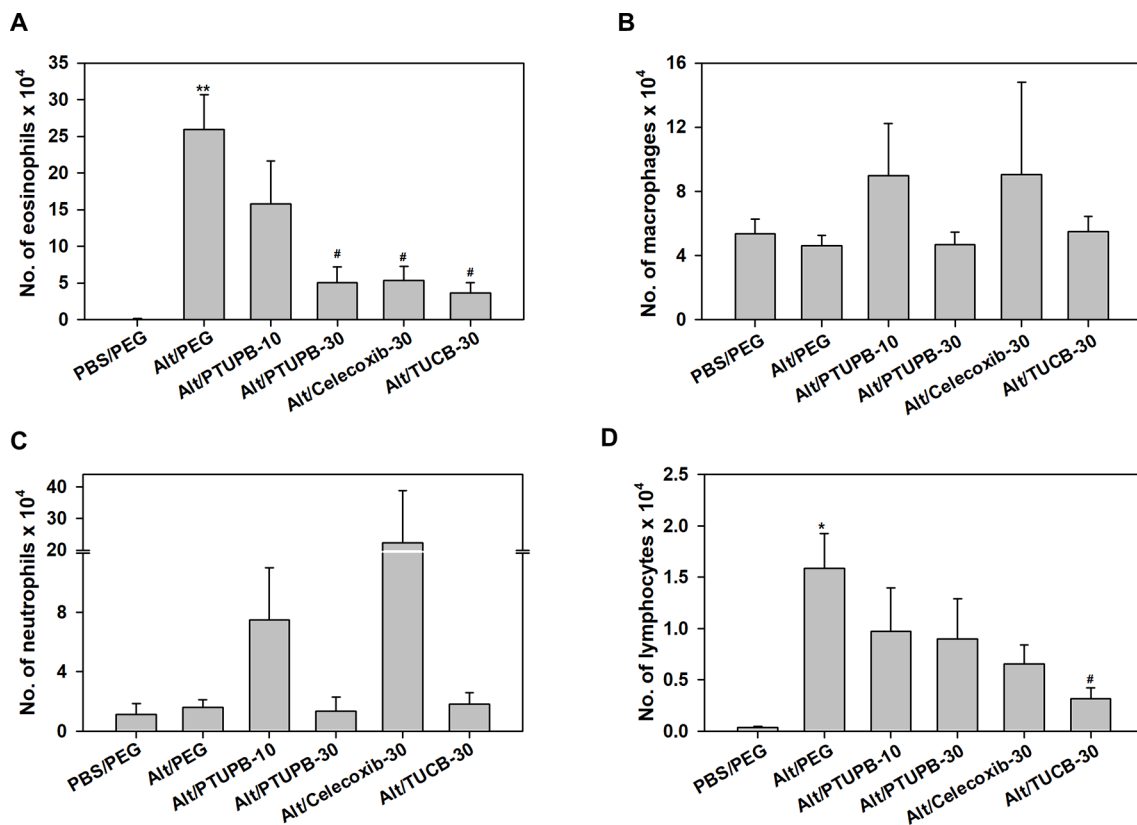 A
No. of eosinophils x 10⁴
35
30
25
20
15
10
5
0
**
#
#
#
PBS/PEG
Alt/PEG
Alt/PTUPB-10
Alt/PTUPB-30
Alt/Celecoxib-30
Alt/TUCB-30
B
No. of macrophages x 10⁴
16
12
8
4
0
PBS/PEG
Alt/PEG
Alt/PTUPB-10
Alt/PTUPB-30
Alt/Celecoxib-30
Alt/TUCB-30
C
No. of neutrophils x 10⁴
40
30
20
8
4
0
PBS/PEG
Alt/PEG
Alt/PTUPB-10
Alt/PTUPB-30
Alt/Celecoxib-30
Alt/TUCB-30
D
No. of lymphocytes x 10⁴
2.5
2.0
1.5
1.0
0.5
0.0
*
#
PBS/PEG
Alt/PEG
Alt/PTUPB-10
Alt/PTUPB-30
Alt/Celecoxib-30
Alt/TUCB-30